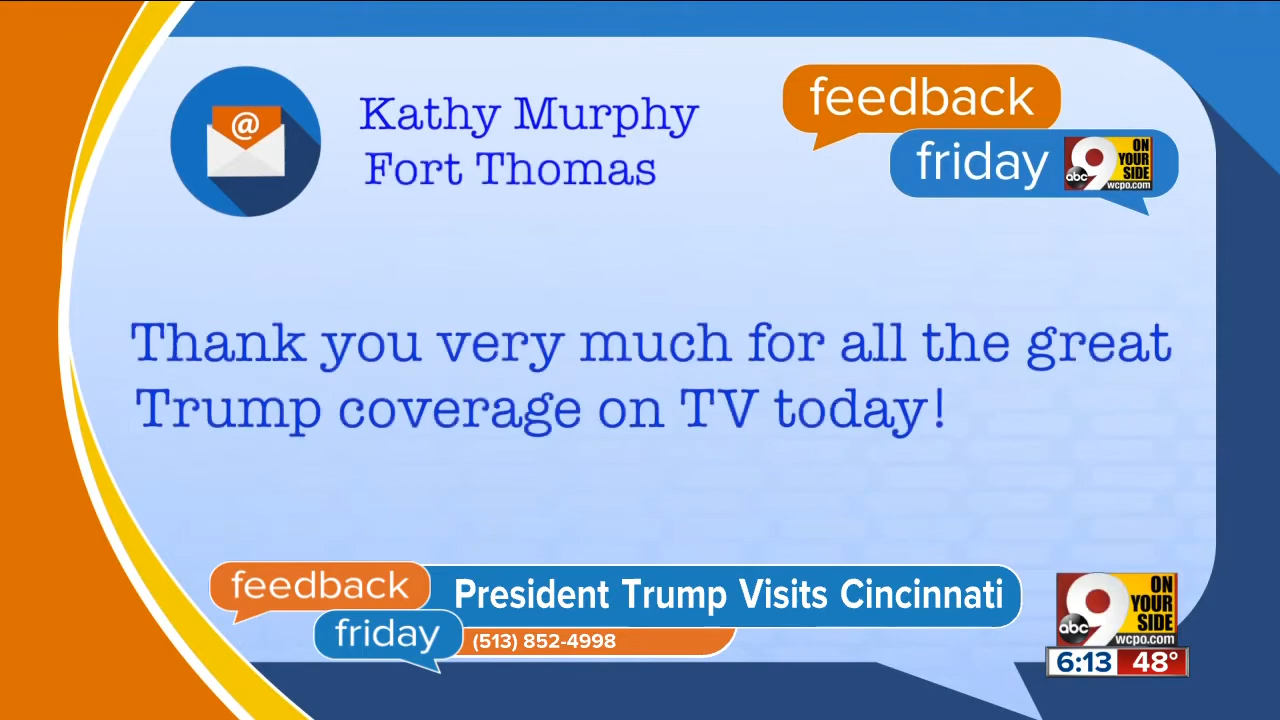 @
Kathy Murphy
Fort Thomas
feedback
friday
abc 9 ON YOUR SIDE wcpo.com
Thank you very much for all the great
Trump coverage on TV today!
feedback
President Trump Visits Cincinnati
friday
(513) 852-4998
abc 9 ON YOUR SIDE wcpo.com
6:13 48°